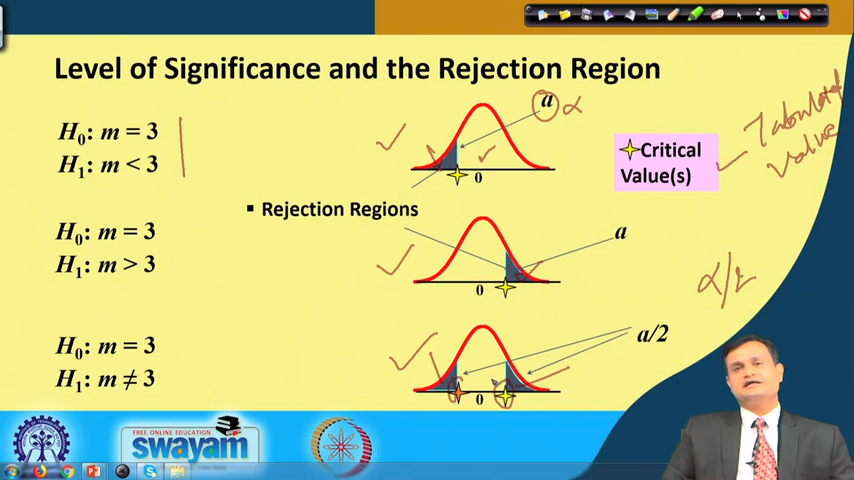 Level of Significance and the Rejection Region
H₀: m = 3
H₁: m < 3
a α
Critical
Value(s)
Tabulated
value
▪ Rejection Regions
0
H₀: m = 3
H₁: m > 3
a
0
α/2
H₀: m = 3
H₁: m ≠ 3
a/2
0
FREE ONLINE EDUCATION
swayam